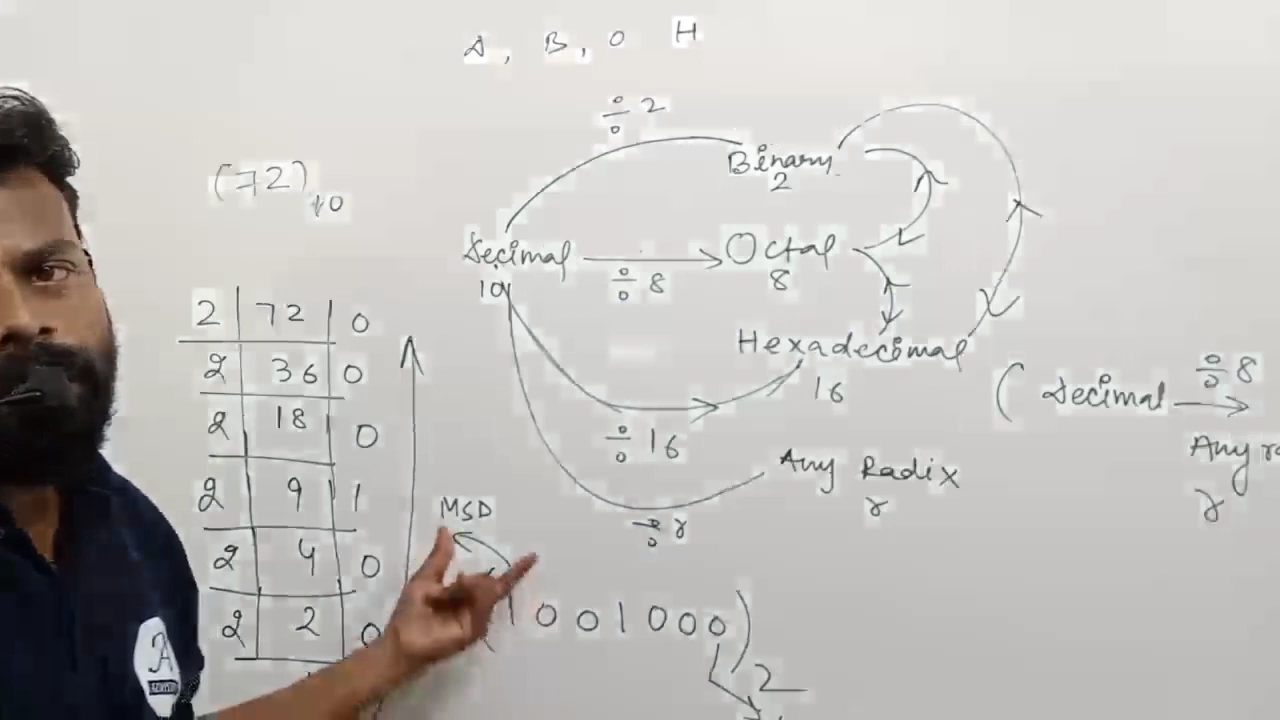 D, B, O H
÷ 2
Binary
2
(72)10
Decimal
10
÷ 8
Octal
8
Hexadecimal
16
÷ 16
Any Radix
r
÷ r
( Decimal ÷ 8
Any
r
2 | 72 | 0
2 | 36 | 0
2 | 18 | 0
2 | 9 | 1
2 | 4 | 0
2 | 2 | 0
MSD
(1001000)2